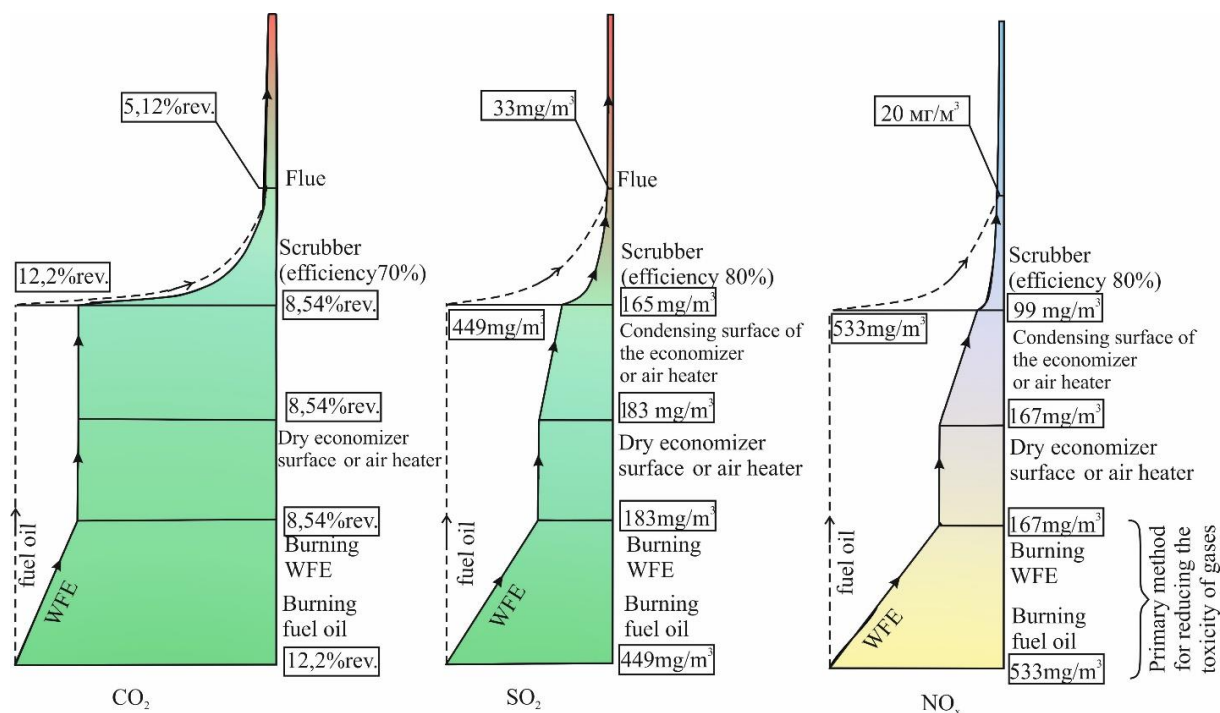 5,12%rev.
Flue
12,2%rev.
Scrubber
(efficiency70%)
8,54%rev.
8,54%rev.
Dry economizer
surface or air heater
8,54%rev.
Burning
WFE
Burning
fuel oil
12,2%rev.
fuel oil
WFE
CO₂
33mg/m³
Flue
Scrubber
(efficiency 80%)
165 mg/m³
449mg/m³
Condensing surface of
the economizer
or air heater
183 mg/m³
Dry economizer
surface or air heater
183mg/m³
Burning
WFE
Burning
fuel oil
449mg/m³
fuel oil
WFE
SO₂
20 мг/м³
Scrubber
(efficiency 80%)
99 mg/m³
533mg/m³
Condensing surface of
the economizer
or air heater
167mg/m³
Dry economizer
surface or air heater
167mg/m³
Burning
WFE
Burning
fuel oil
533mg/m³
fuel oil
WFE
Primary method
for reducing the
toxicity of gases
NOₓ